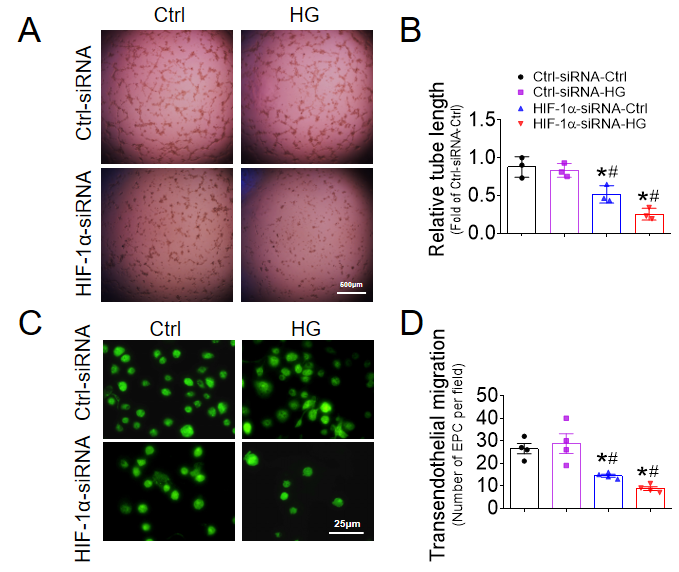 A
Ctrl
HG
Ctrl-siRNA
HIF-1α-siRNA
500μm
B
Ctrl-siRNA-Ctrl
Ctrl-siRNA-HG
HIF-1α-siRNA-Ctrl
HIF-1α-siRNA-HG
Relative tube length
(Fold of Ctrl-siRNA-Ctrl)
1.5
1.0
0.5
0.0
*#
*#
C
Ctrl
HG
Ctrl-siRNA
HIF-1α-siRNA
25μm
D
Transendothelial migration
(Number of EPC per field)
50
40
30
20
10
0
*#
*#